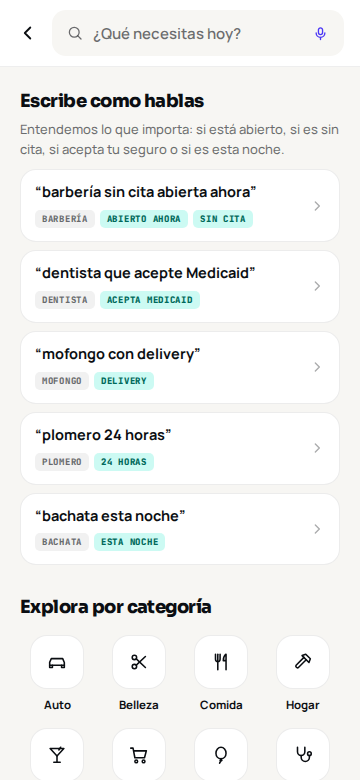 ¿Qué necesitas hoy?
Escribe como hablas
Entendemos lo que importa: si está abierto, si es sin
cita, si acepta tu seguro o si es esta noche.
“barbería sin cita abierta ahora”
BARBERÍA ABIERTO AHORA SIN CITA
“dentista que acepte Medicaid”
DENTISTA ACEPTA MEDICAID
“mofongo con delivery”
MOFONGO DELIVERY
“plomero 24 horas”
PLOMERO 24 HORAS
“bachata esta noche”
BACHATA ESTA NOCHE
Explora por categoría
Auto Belleza Comida Hogar